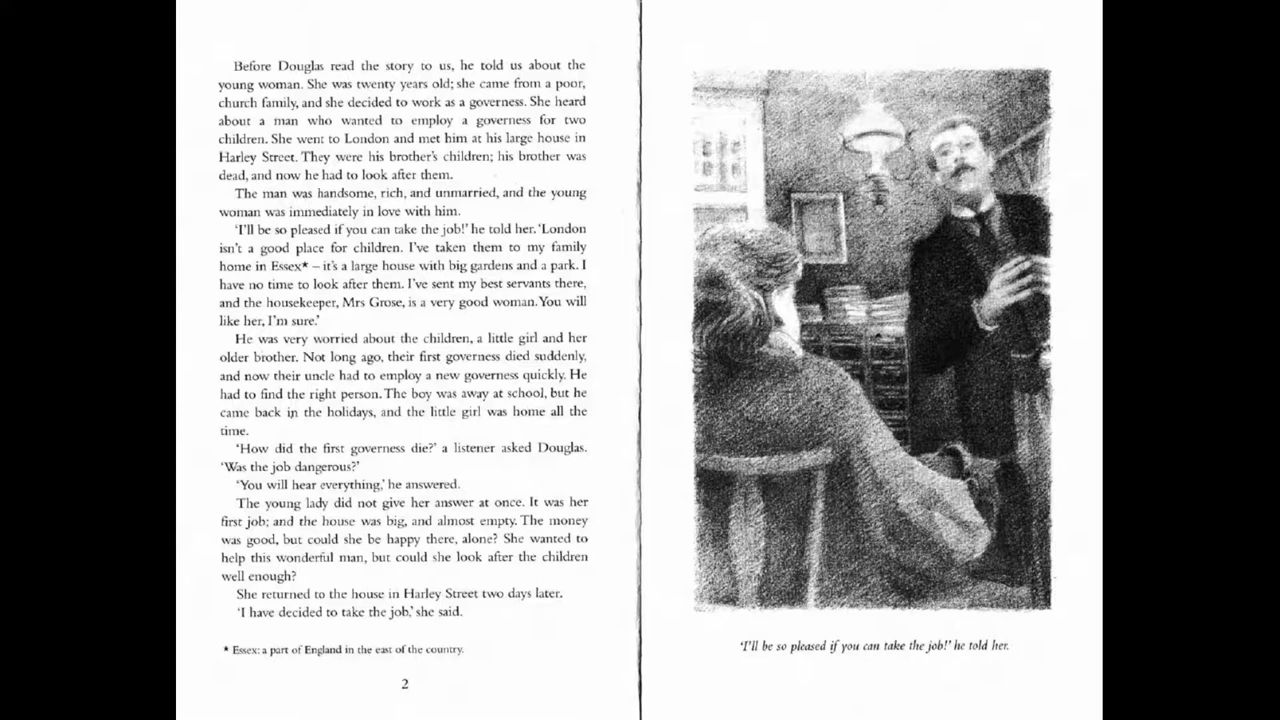 Before Douglas read the story to us, he told us about the
young woman. She was twenty years old; she came from a poor,
church family, and she decided to work as a governess. She heard
about a man who wanted to employ a governess for two
children. She went to London and met him at his large house in
Harley Street. They were his brother's children; his brother was
dead, and now he had to look after them.
The man was handsome, rich, and unmarried, and the young
woman was immediately in love with him.
'I'll be so pleased if you can take the job!' he told her. 'London
isn't a good place for children. I've taken them to my family
home in Essex* – it's a large house with big gardens and a park. I
have no time to look after them. I've sent my best servants there,
and the housekeeper, Mrs Grose, is a very good woman. You will
like her, I'm sure.'
He was very worried about the children, a little girl and her
older brother. Not long ago, their first governess died suddenly,
and now their uncle had to employ a new governess quickly. He
had to find the right person. The boy was away at school, but he
came back in the holidays, and the little girl was home all the
time.
'How did the first governess die?' a listener asked Douglas.
'Was the job dangerous?'
'You will hear everything,' he answered.
The young lady did not give her answer at once. It was her
first job; and the house was big, and almost empty. The money
was good, but could she be happy there, alone? She wanted to
help this wonderful man, but could she look after the children
well enough?
She returned to the house in Harley Street two days later.
'I have decided to take the job,' she said.
* Essex: a part of England in the east of the country.
2
'I'll be so pleased if you can take the job!' he told her.